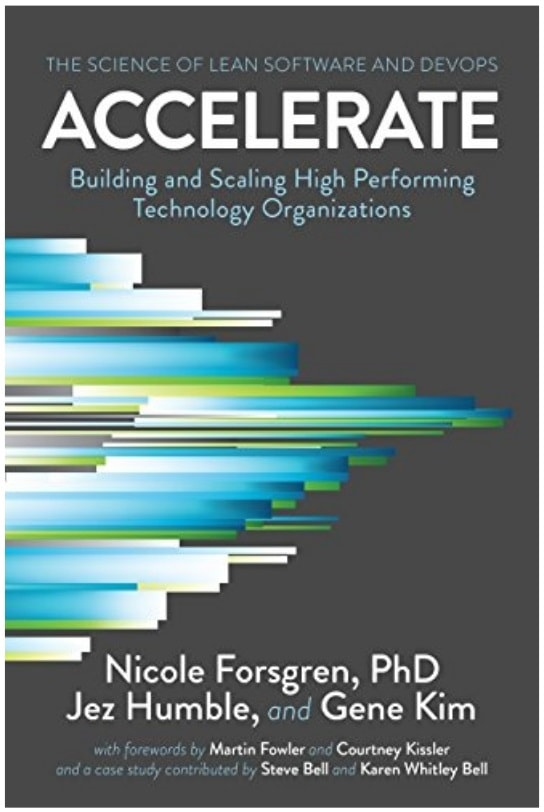 THE SCIENCE OF LEAN SOFTWARE AND DEVOPS
ACCELERATE
Building and Scaling High Performing
Technology Organizations
Nicole Forsgren, PhD
Jez Humble, and Gene Kim
with forewords by Martin Fowler and Courtney Kissler
and a case study contributed by Steve Bell and Karen Whitley Bell